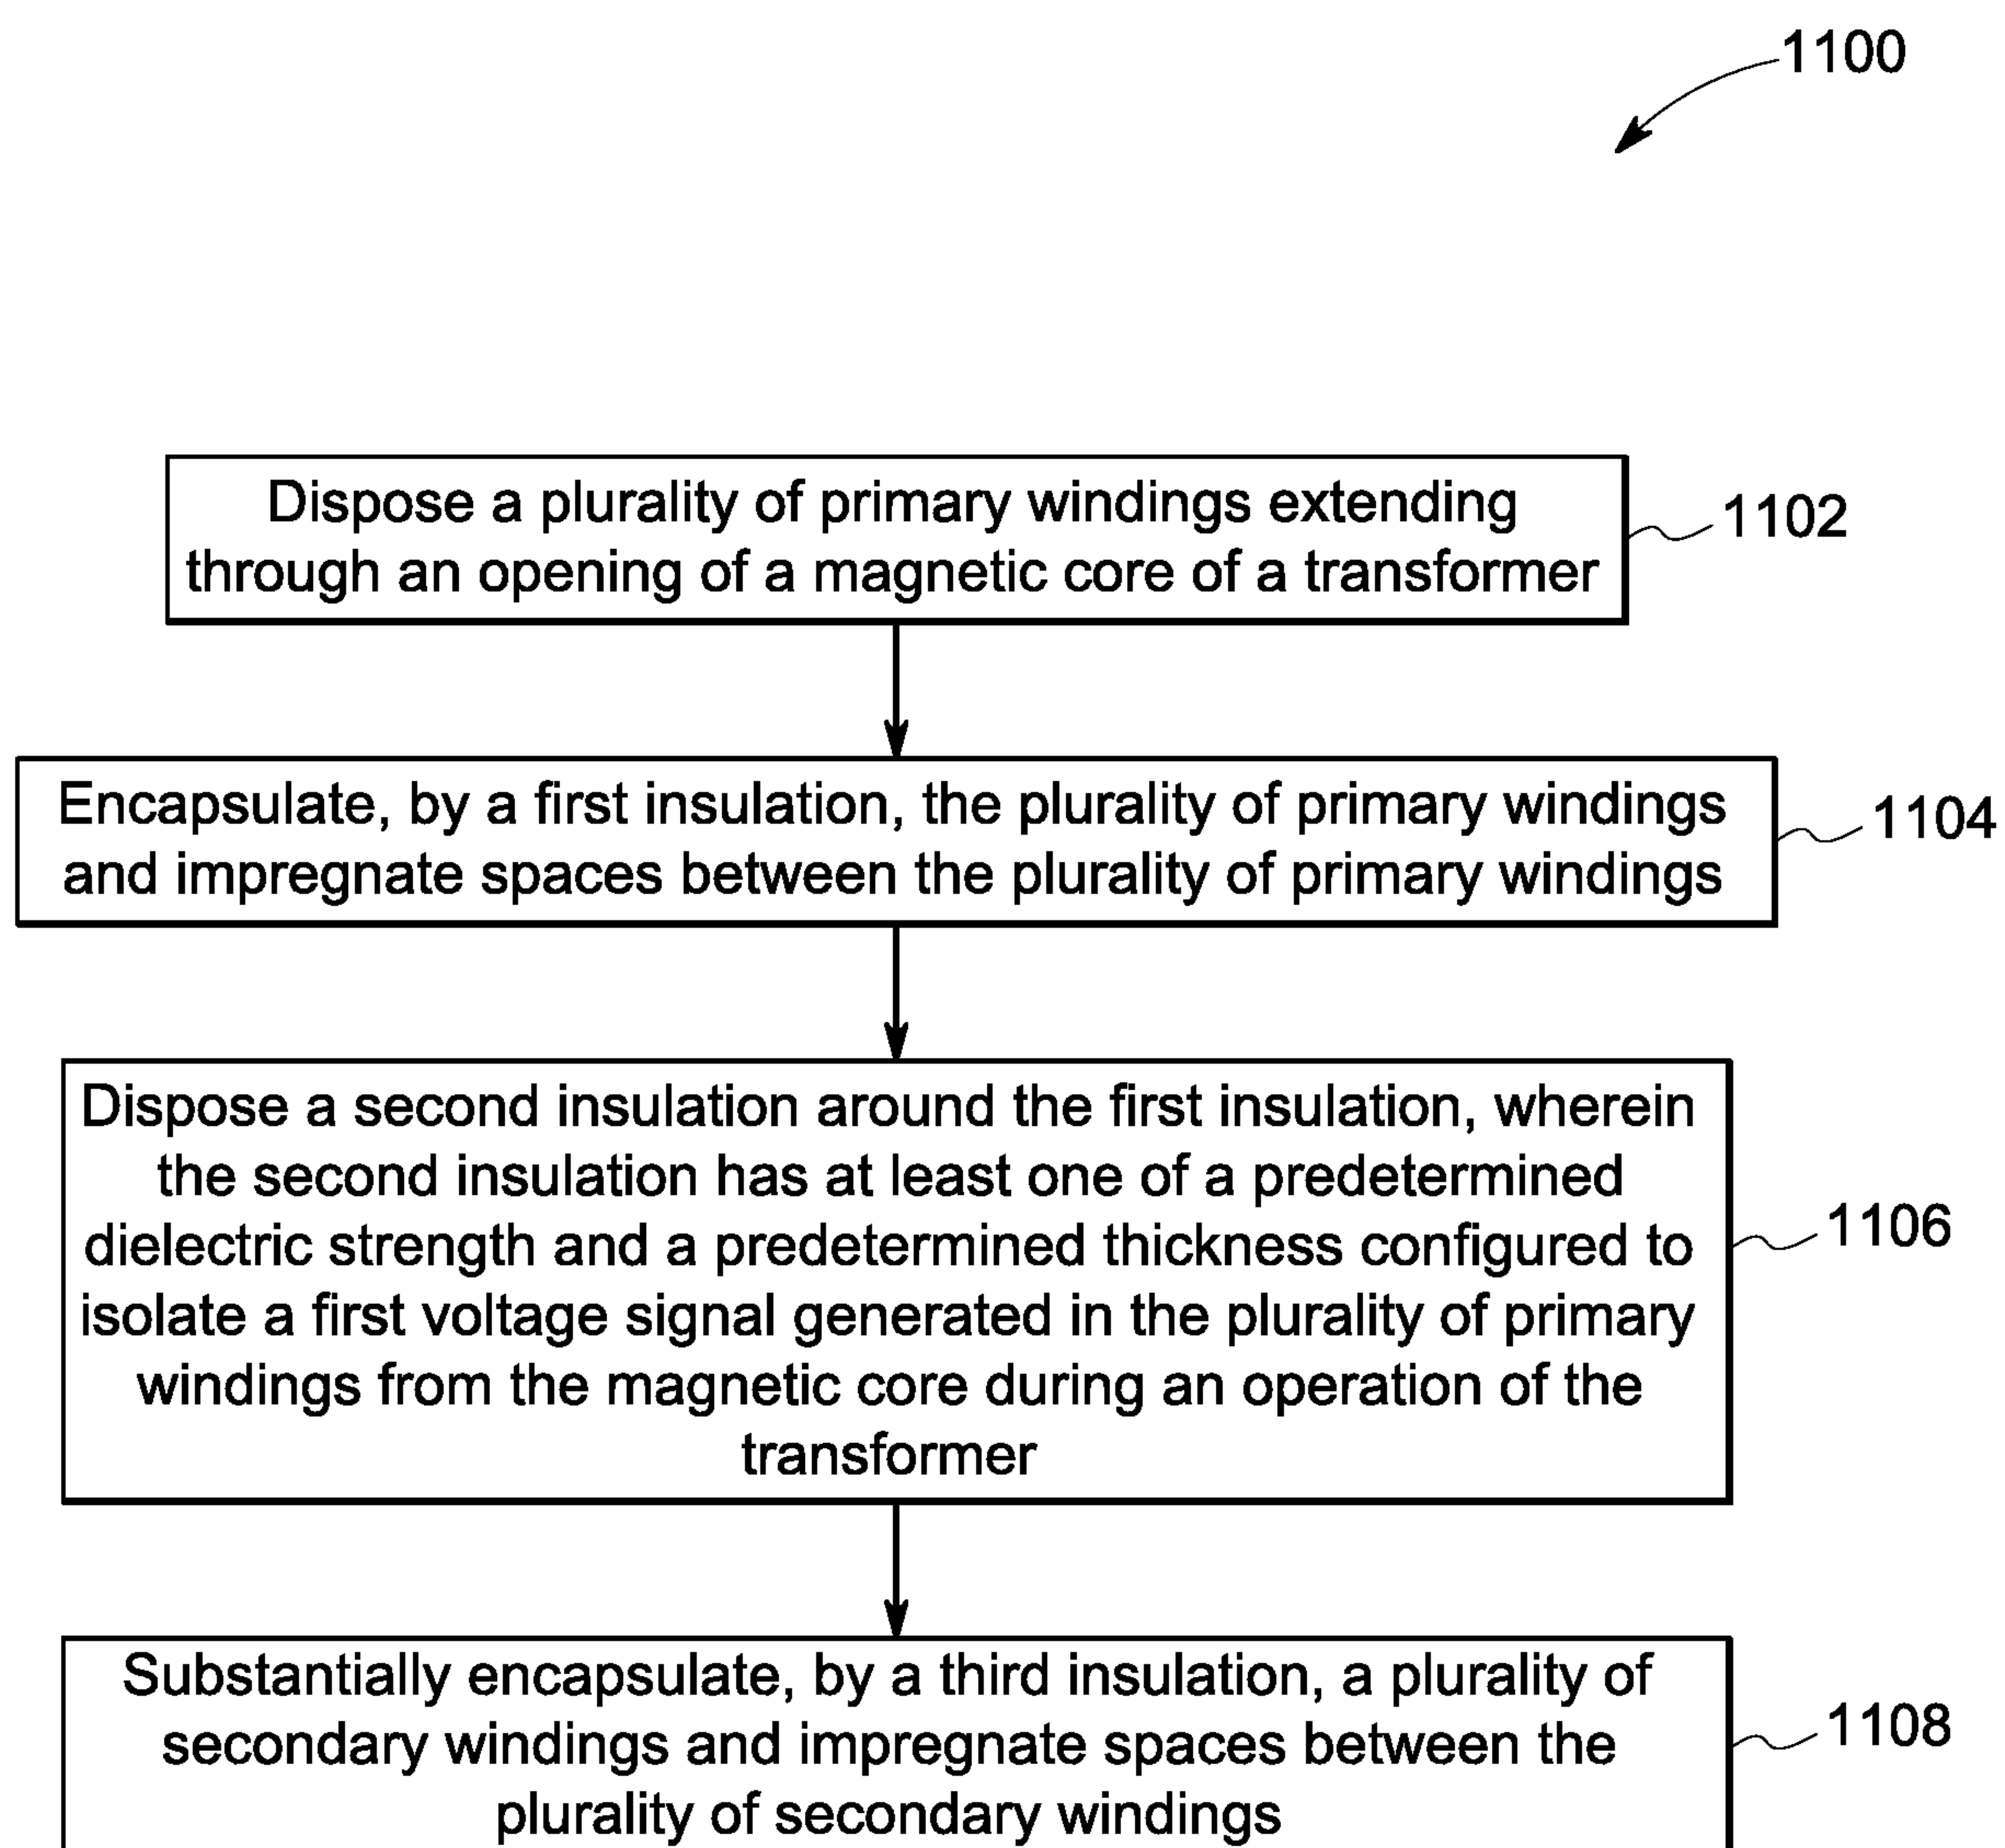 1100
Dispose a plurality of primary windings extending
through an opening of a magnetic core of a transformer
1102
Encapsulate, by a first insulation, the plurality of primary windings
and impregnate spaces between the plurality of primary windings
1104
Dispose a second insulation around the first insulation, wherein
the second insulation has at least one of a predetermined
dielectric strength and a predetermined thickness configured to
isolate a first voltage signal generated in the plurality of primary
windings from the magnetic core during an operation of the
transformer
1106
Substantially encapsulate, by a third insulation, a plurality of
secondary windings and impregnate spaces between the
plurality of secondary windings
1108